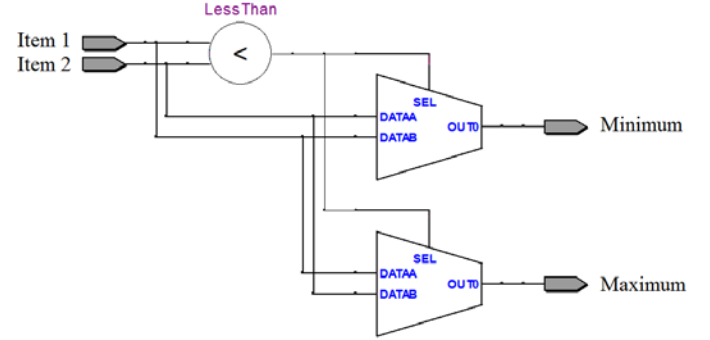 LessThan
Item 1
Item 2
<
SEL
DATAA
DATAB
OUT0
Minimum
SEL
DATAA
DATAB
OUT0
Maximum